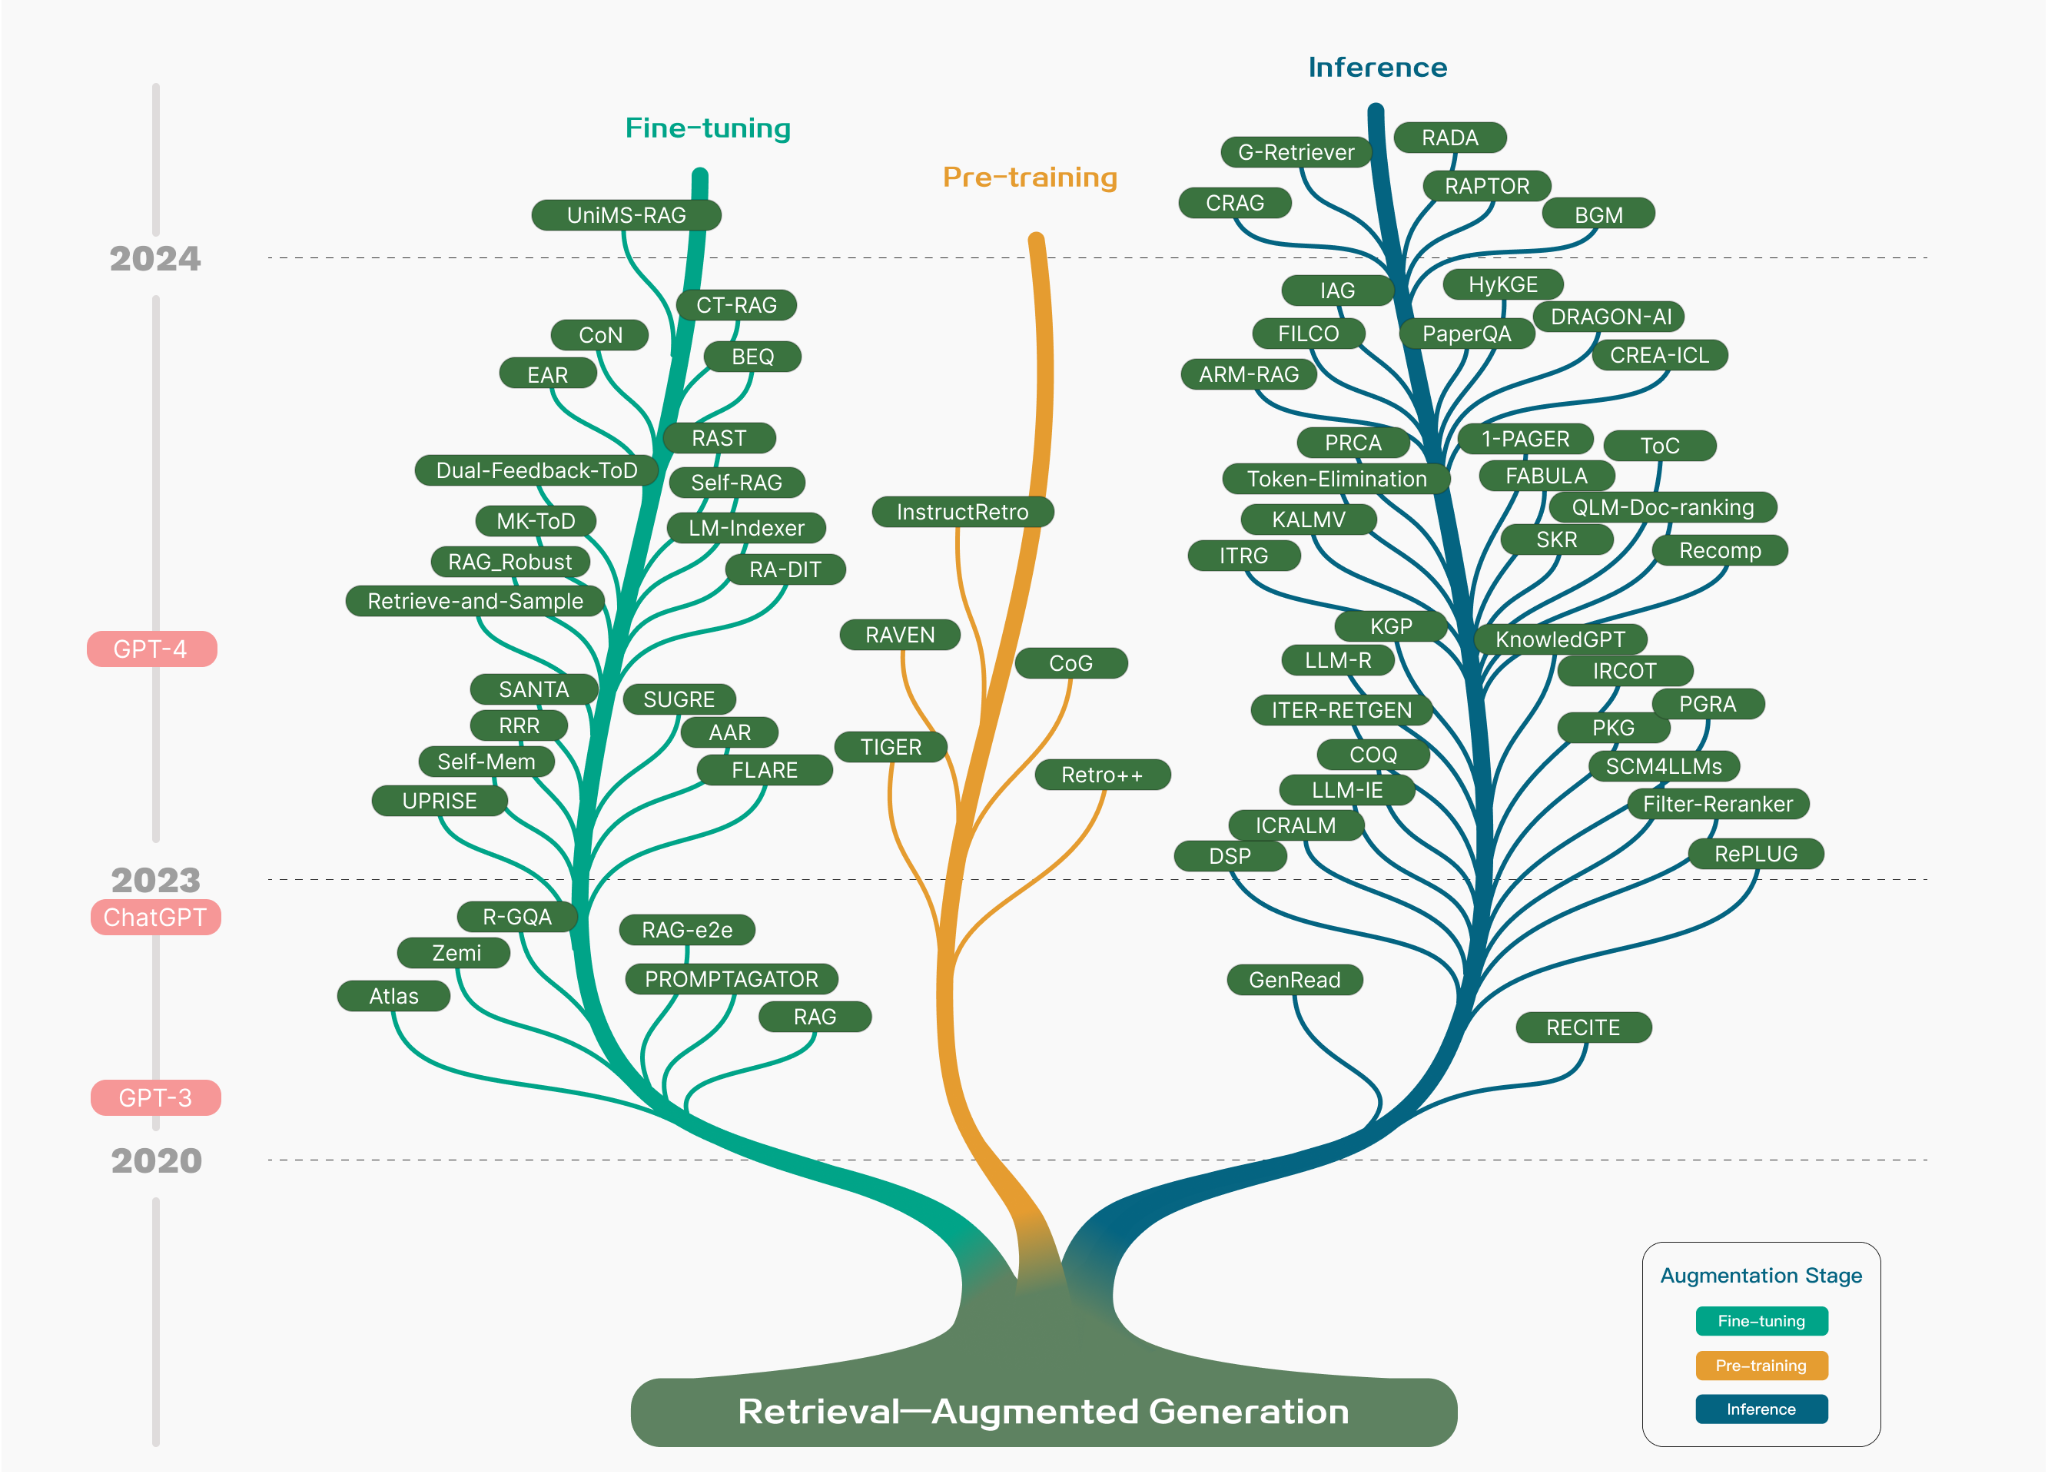 Inference
Fine-tuning
Pre-training
RADA
G-Retriever
RAPTOR
CRAG
BGM
UniMS-RAG
2024
HyKGE
IAG
CT-RAG
DRAGON-AI
FILCO
PaperQA
CoN
CREA-ICL
BEQ
EAR
ARM-RAG
RAST
1-PAGER
PRCA
ToC
Dual-Feedback-ToD
FABULA
Token-Elimination
Self-RAG
QLM-Doc-ranking
InstructRetro
KALMV
MK-ToD
LM-Indexer
SKR
Recomp
ITRG
RAG_Robust
RA-DIT
Retrieve-and-Sample
KGP
RAVEN
KnowledGPT
GPT-4
LLM-R
CoG
IRCOT
SANTA
SUGRE
PGRA
ITER-RETGEN
RRR
PKG
AAR
TIGER
COQ
Self-Mem
SCM4LLMs
FLARE
Retro++
LLM-IE
UPRISE
Filter-Reranker
ICRALM
RePLUG
DSP
2023
ChatGPT
R-GQA
RAG-e2e
Zemi
PROMPTAGATOR
GenRead
Atlas
RAG
RECITE
GPT-3
2020
Augmentation Stage
Fine-tuning
Pre-training
Inference
Retrieval—Augmented Generation